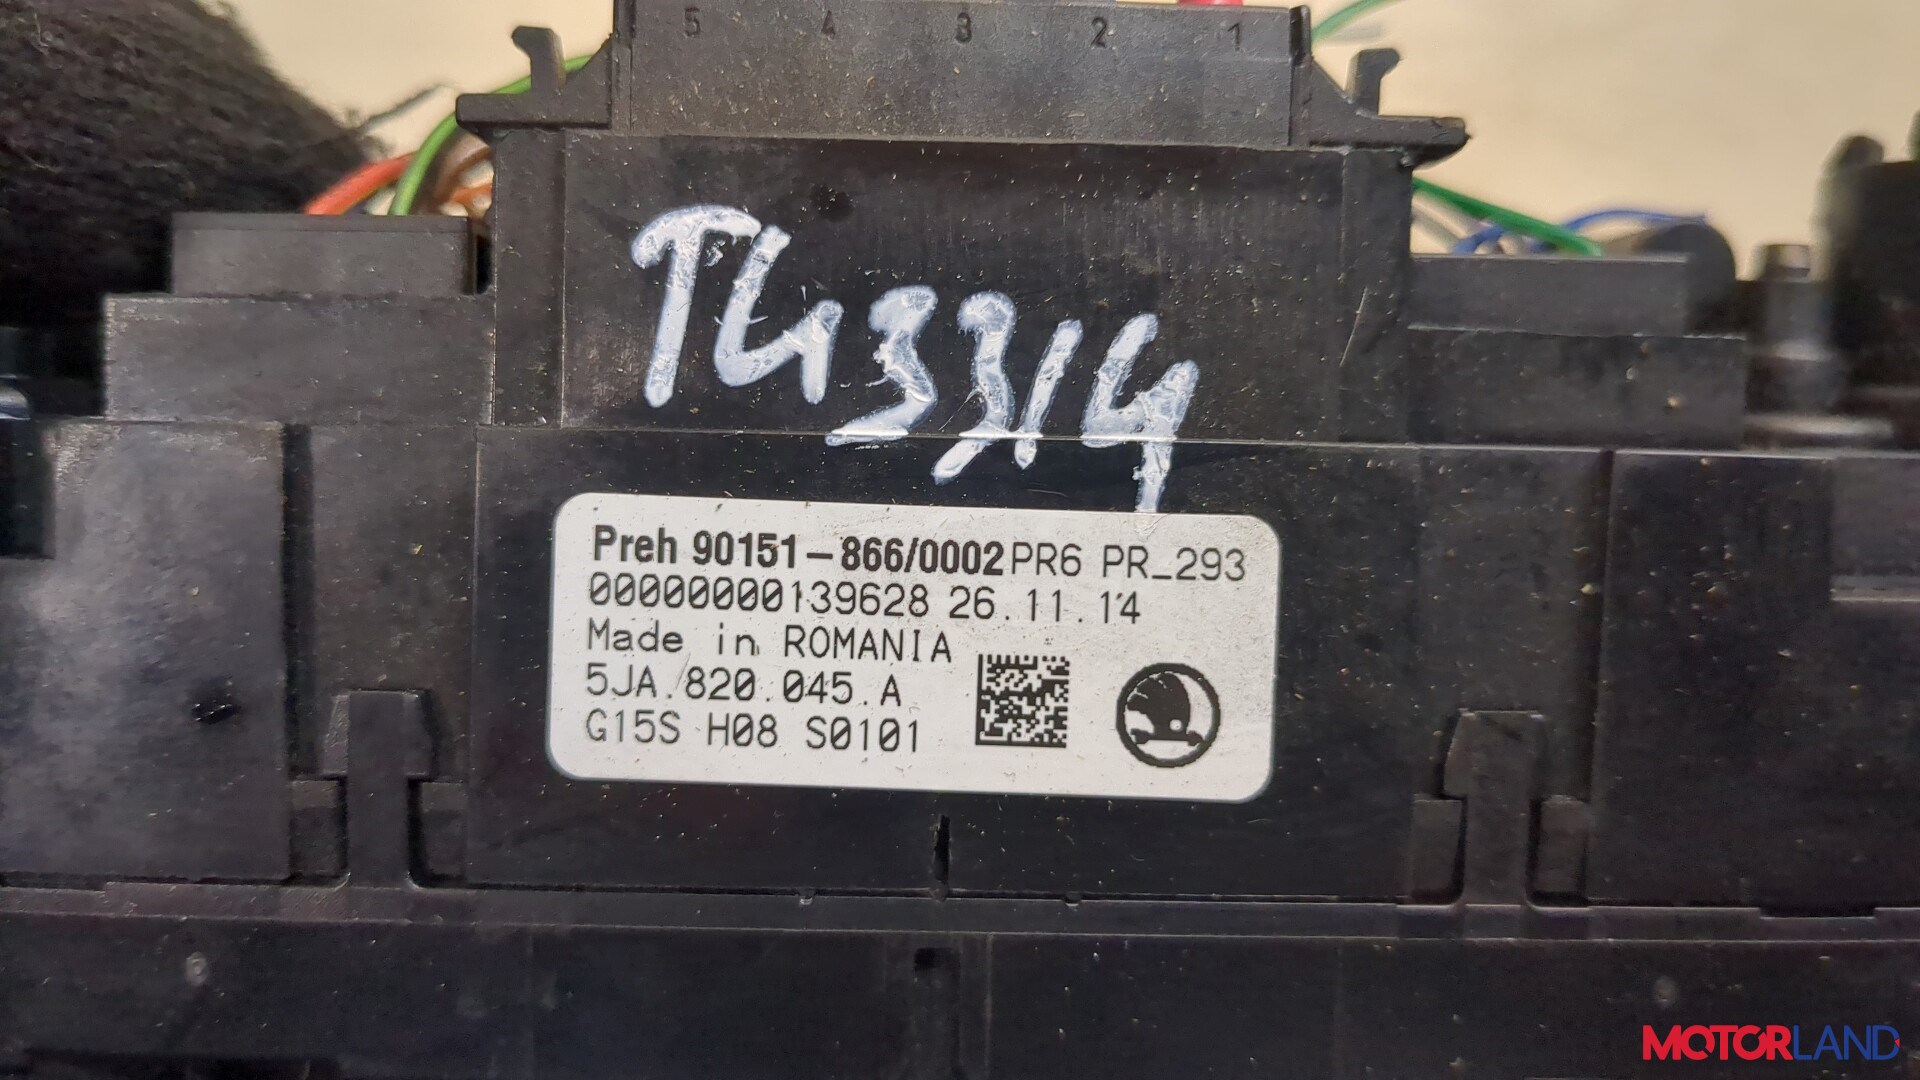 5 4 3 2 1
TG3314
Preh 90151-866/0002 PR6 PR_293
00000000139628 26.11.14
Made in ROMANIA
5JA.820.045.A
G15S H08 S0101
MOTORLAND